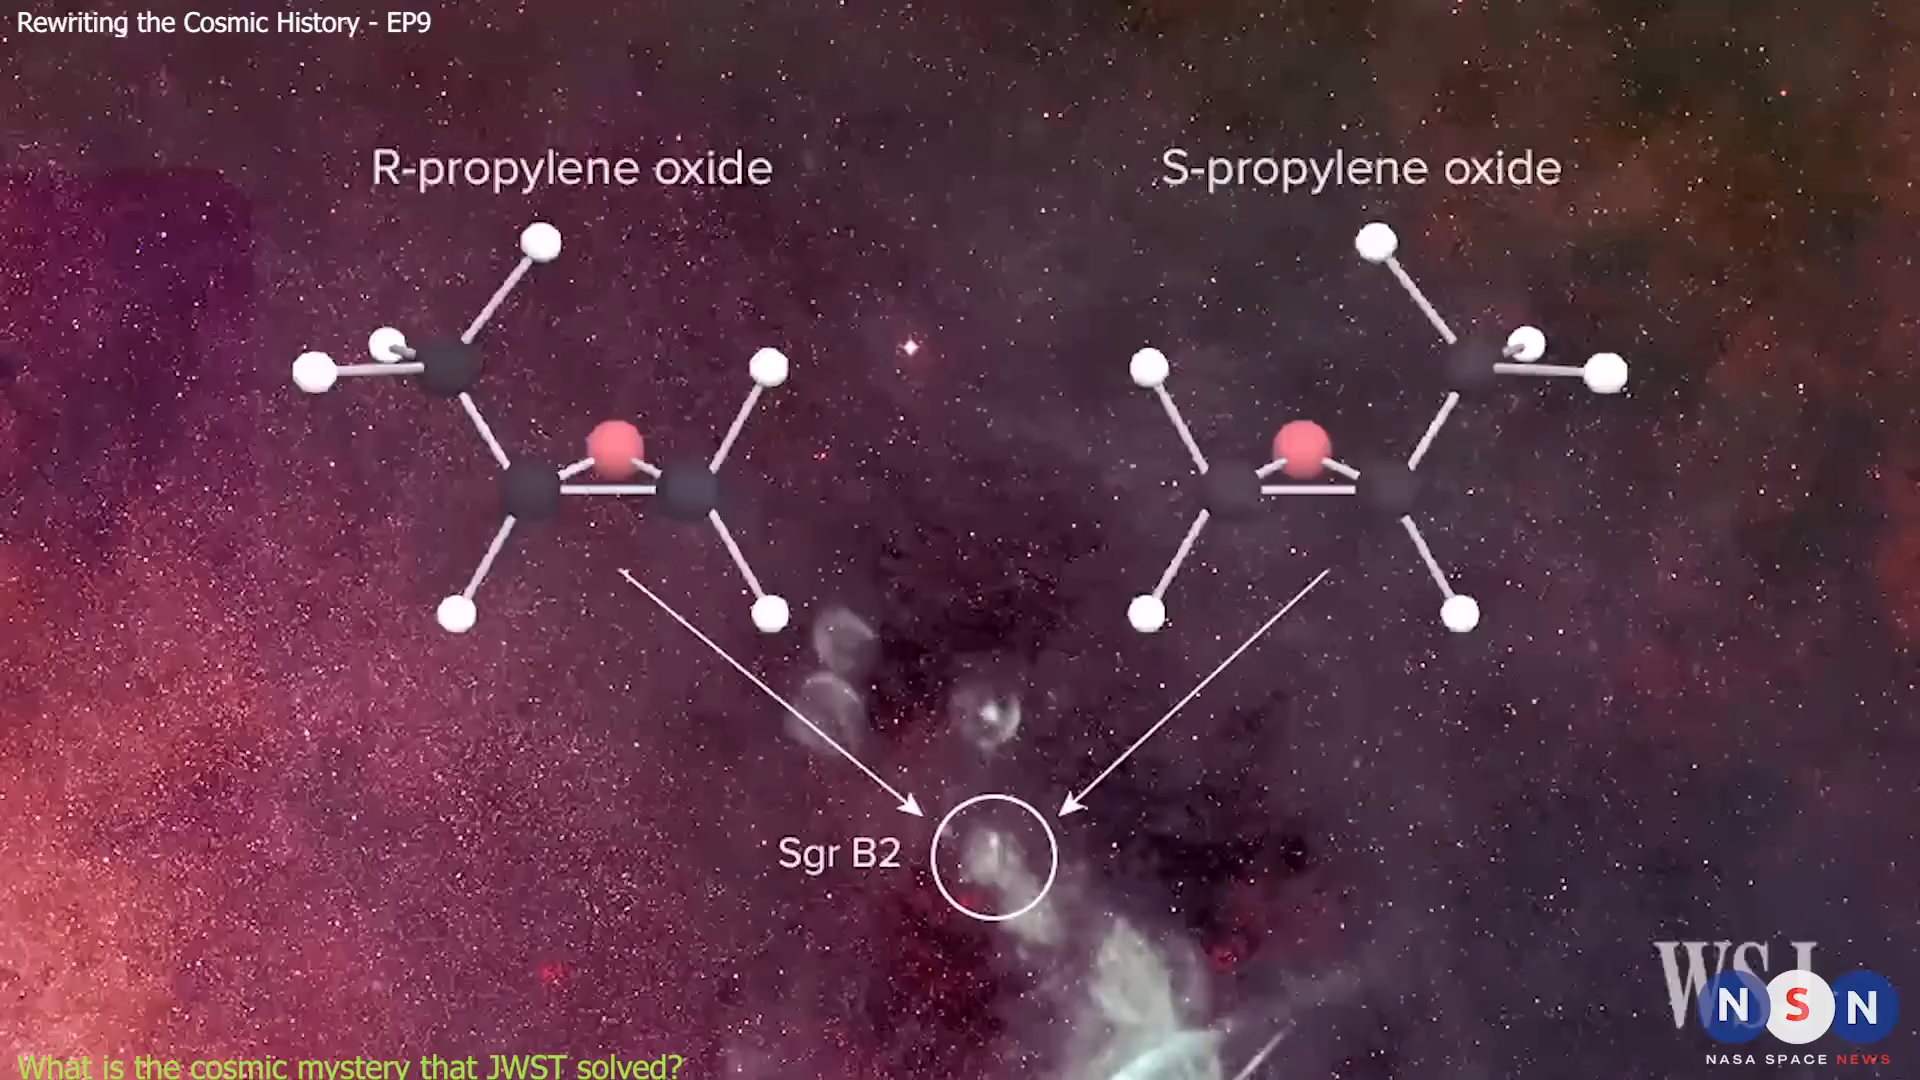 Rewriting the Cosmic History - EP9
R-propylene oxide
S-propylene oxide
Sgr B2
WSJ
NSN
NASA SPACE NEWS
What is the cosmic mystery that JWST solved?